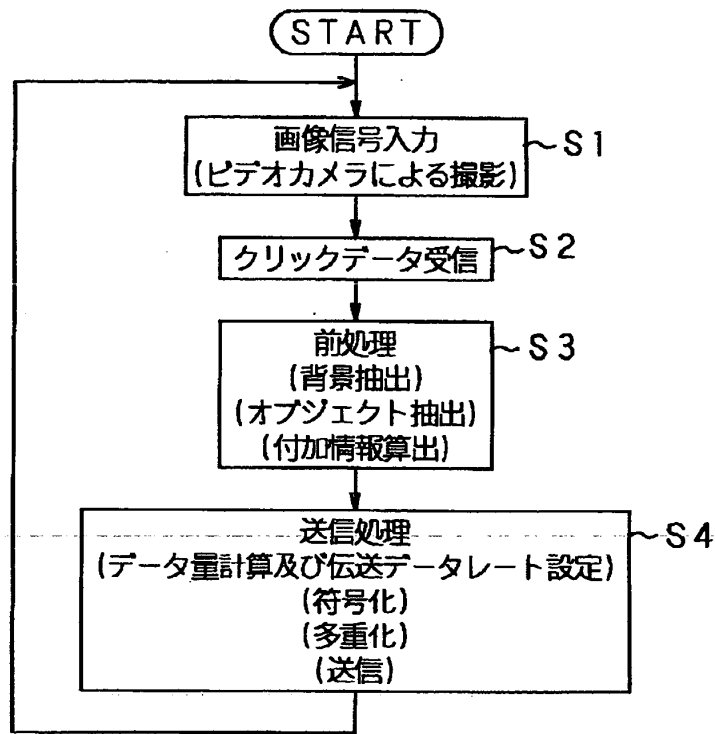 START
画像信号入力
(ビデオカメラによる撮影)
~S1
クリックデータ受信
~S2
前処理
(背景抽出)
(オブジェクト抽出)
(付加情報算出)
~S3
送信処理
(データ量計算及び伝送データレート設定)
(符号化)
(多重化)
(送信)
~S4